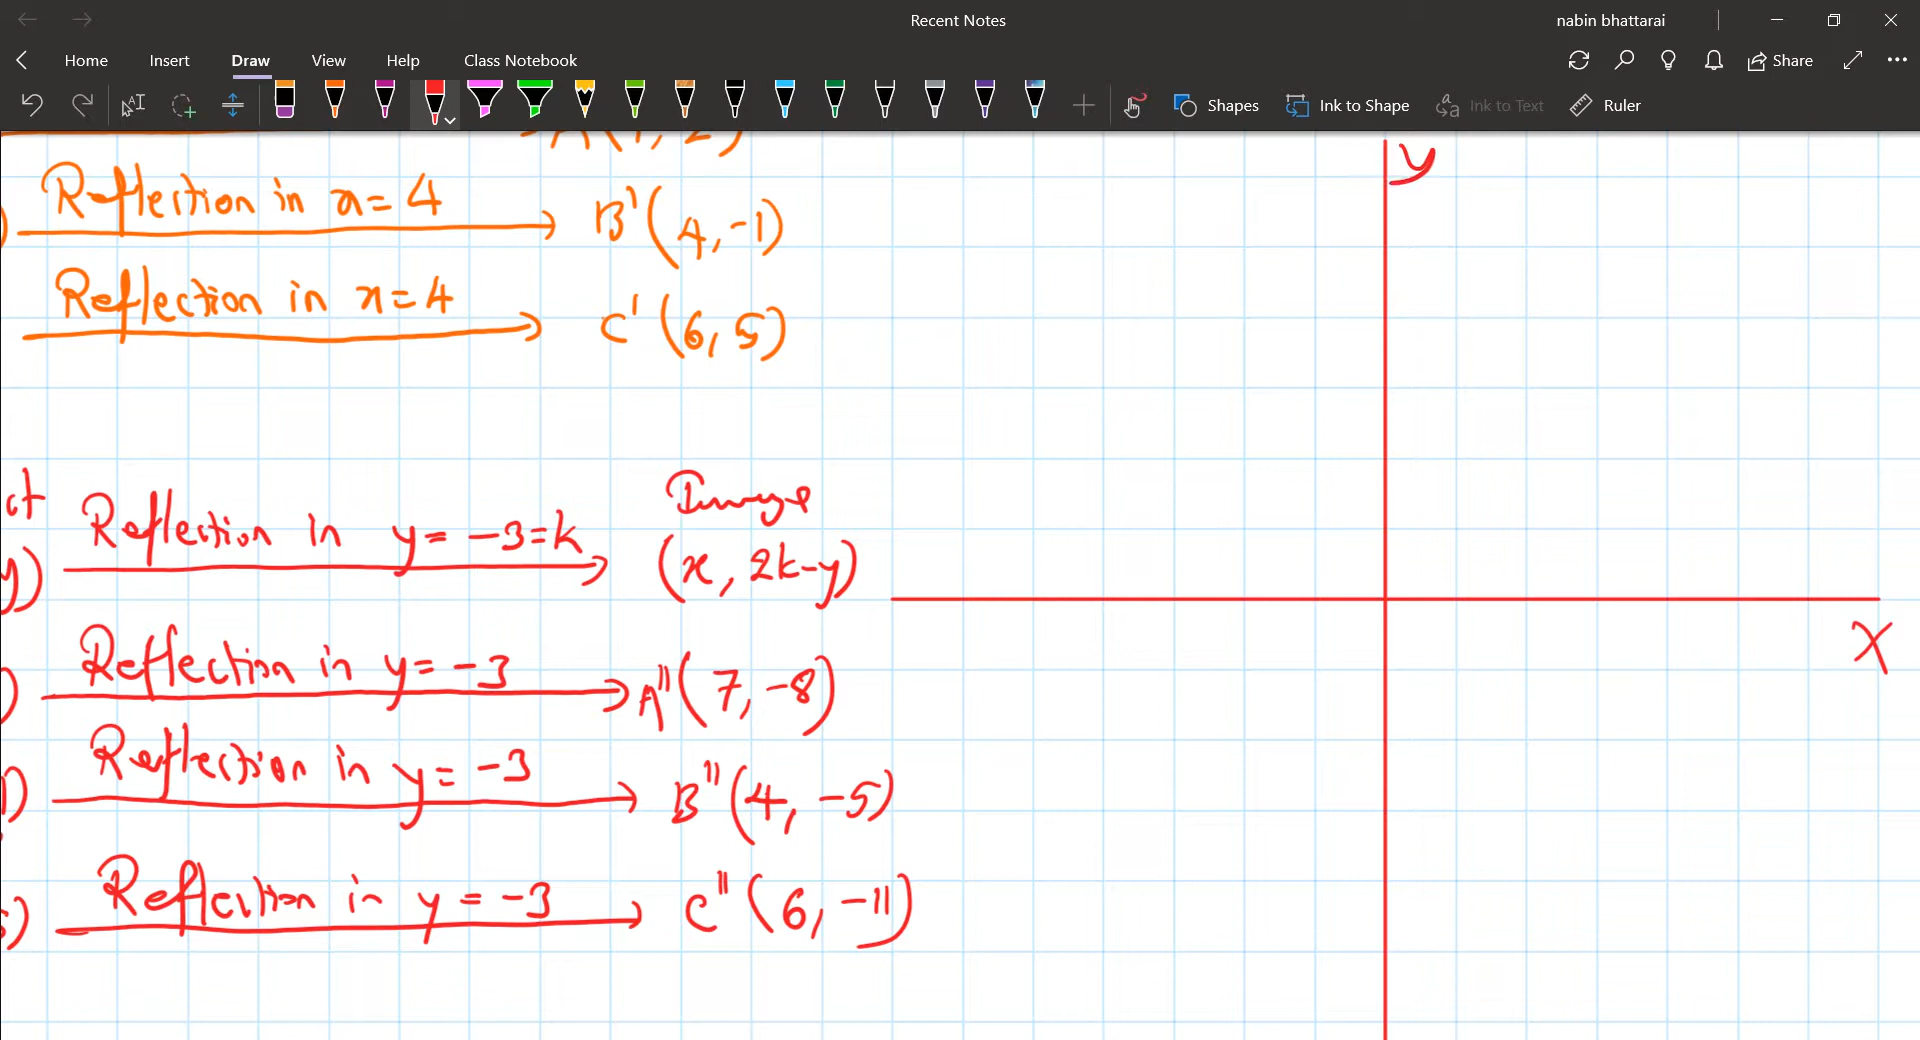 Recent Notes
nabin bhattarai
Home Insert Draw View Help Class Notebook
Share
Shapes Ink to Shape Ink to Text Ruler
Reflection in x=4 B'(4,-1)
Reflection in x=4 C'(6,5)
Image
ct Reflection in y=-3=k (x, 2k-y)
y)
Reflection in y=-3 A''(7,-8)
Reflection in y=-3 B''(4,-5)
Reflection in y=-3 C''(6,-11)
y
X